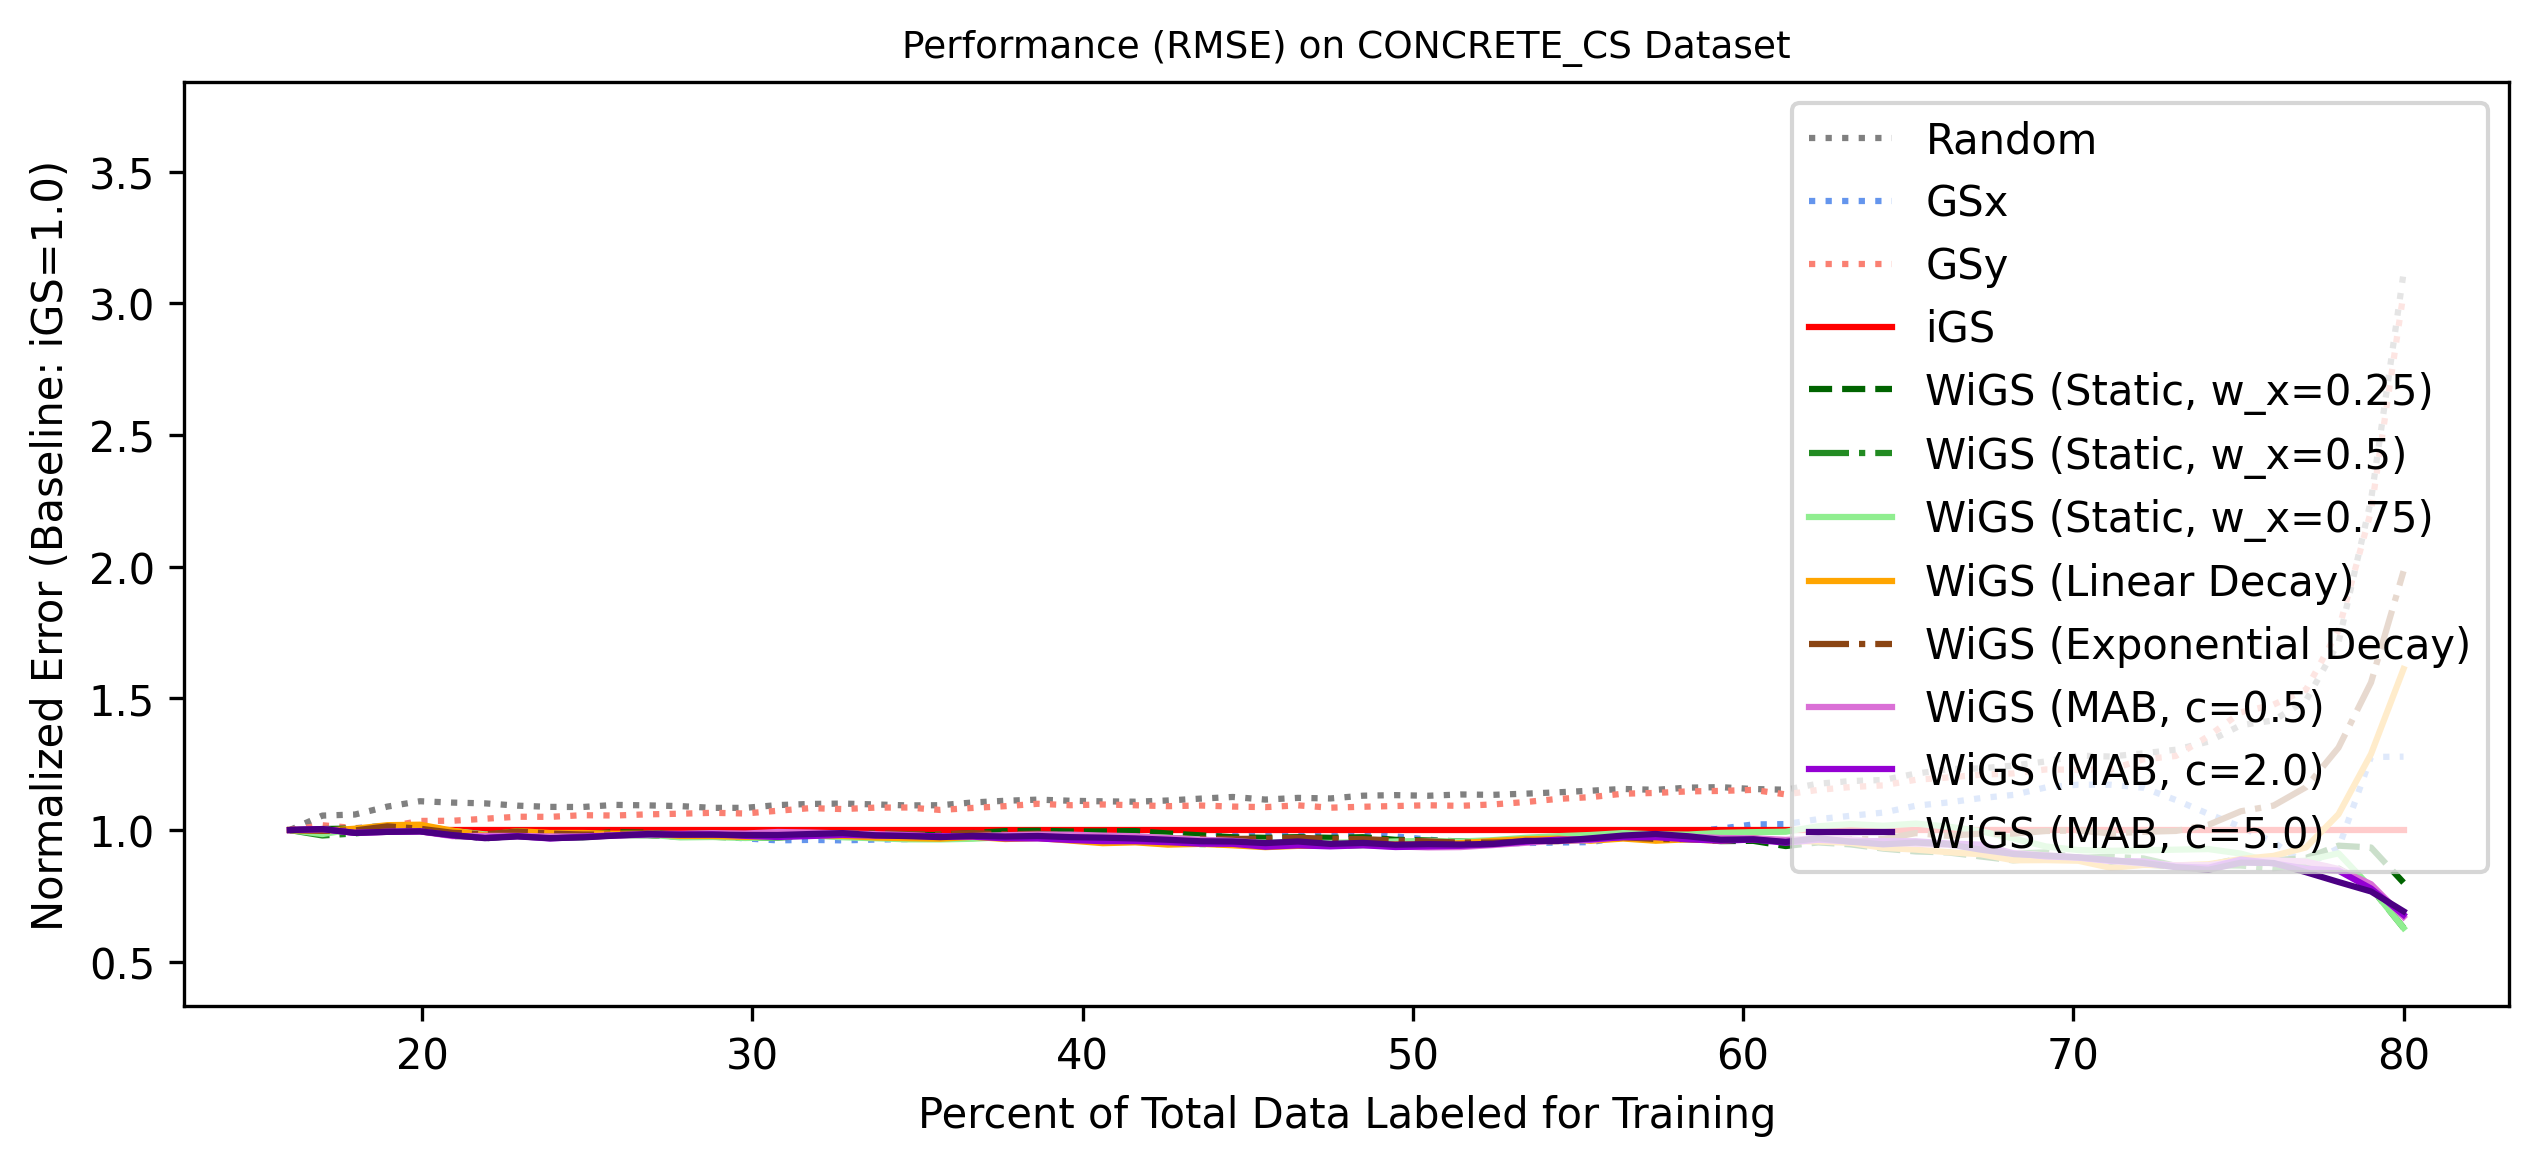 Performance (RMSE) on CONCRETE_CS Dataset
Normalized Error (Baseline: iGS=1.0)
3.5
3.0
2.5
2.0
1.5
1.0
0.5
Random
GSx
GSy
iGS
WiGS (Static, w_x=0.25)
WiGS (Static, w_x=0.5)
WiGS (Static, w_x=0.75)
WiGS (Linear Decay)
WiGS (Exponential Decay)
WiGS (MAB, c=0.5)
WiGS (MAB, c=2.0)
WiGS (MAB, c=5.0)
20 30 40 50 60 70 80
Percent of Total Data Labeled for Training